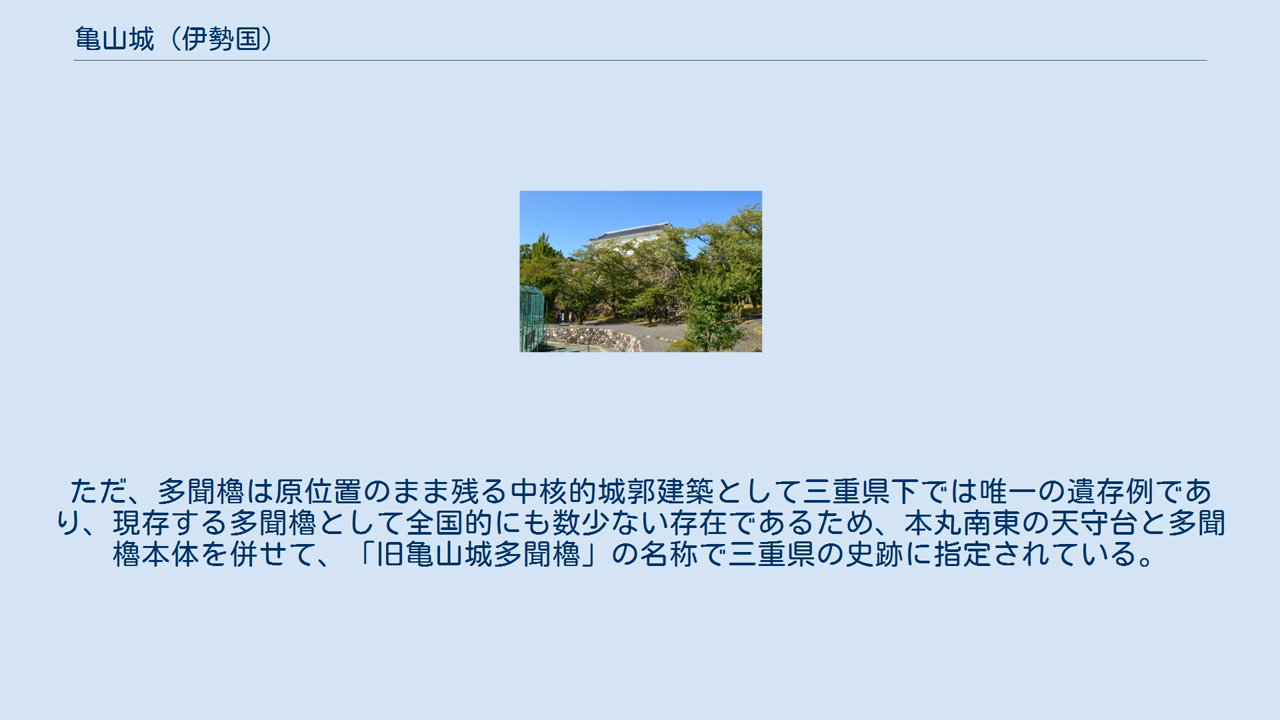 亀山城（伊勢国）
ただ、多聞櫓は原位置のまま残る中核的城郭建築として三重県下では唯一の遺存例であ
り、現存する多聞櫓として全国的にも数少ない存在であるため、本丸南東の天守台と多聞
櫓本体を併せて、「旧亀山城多聞櫓」の名称で三重県の史跡に指定されている。